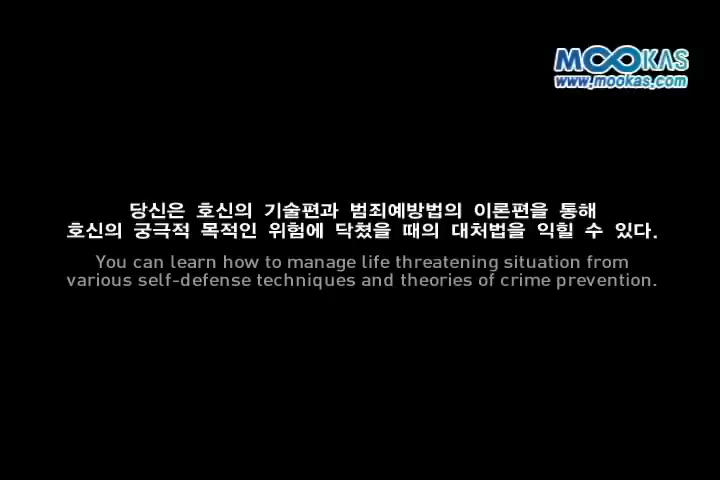 MOOKAS
www.mookas.com
당신은 호신의 기술편과 범죄예방법의 이론편을 통해
호신의 궁극적 목적인 위험에 닥쳤을 때의 대처법을 익힐 수 있다.
You can learn how to manage life threatening situation from
various self-defense techniques and theories of crime prevention.